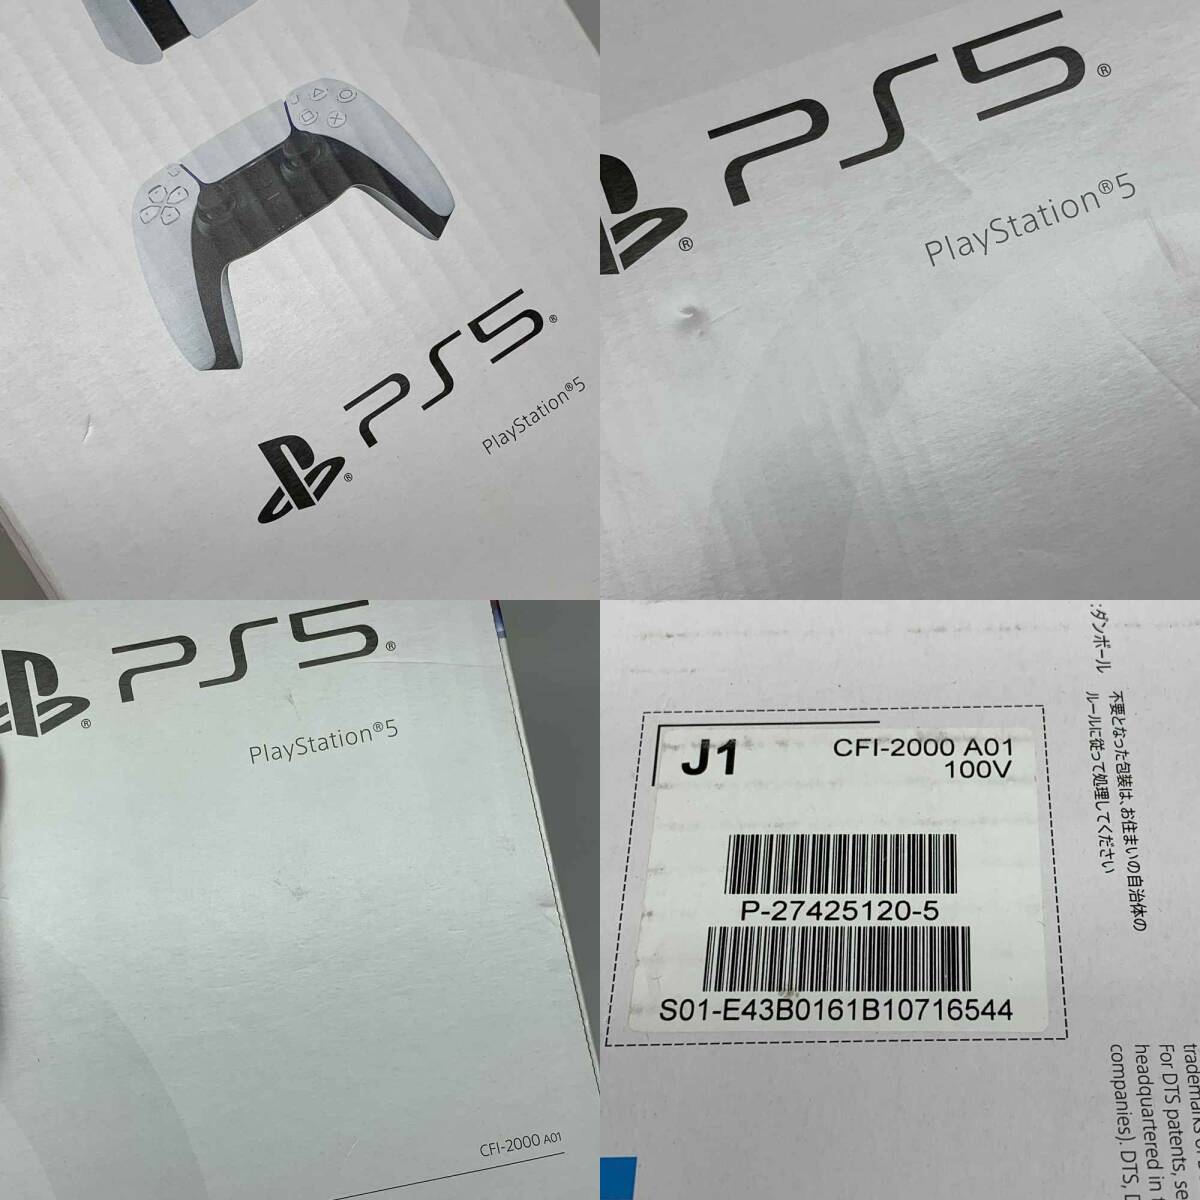 PS5®
PlayStation®5
PS5®
PlayStation®5
PS5®
PlayStation®5
CFI-2000 A01
:ダンボール
不要となった包装は、お住まいの自治体の
ルールに従って処理してください
J1
CFI-2000 A01
100V
P-27425120-5
S01-E43B0161B10716544
For DTS patents, se
headquartered in
companies). DTS,